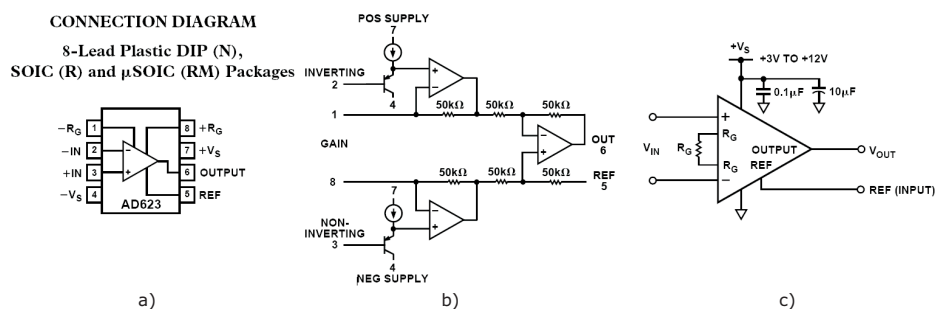 CONNECTION DIAGRAM
8-Lead Plastic DIP (N),
SOIC (R) and µSOIC (RM) Packages
−RG 1
−IN 2
+IN 3
−VS 4
8 +RG
7 +VS
6 OUTPUT
5 REF
AD623
a)
POS SUPPLY
7
INVERTING
2
4
50kΩ 50kΩ 50kΩ
1
GAIN
OUT
6
8
50kΩ 50kΩ 50kΩ
REF
5
7
NON-
INVERTING
3
4
NEG SUPPLY
b)
+VS
+3V TO +12V
0.1µF 10µF
VIN
RG
RG
RG
OUTPUT
REF
VOUT
REF (INPUT)
c)